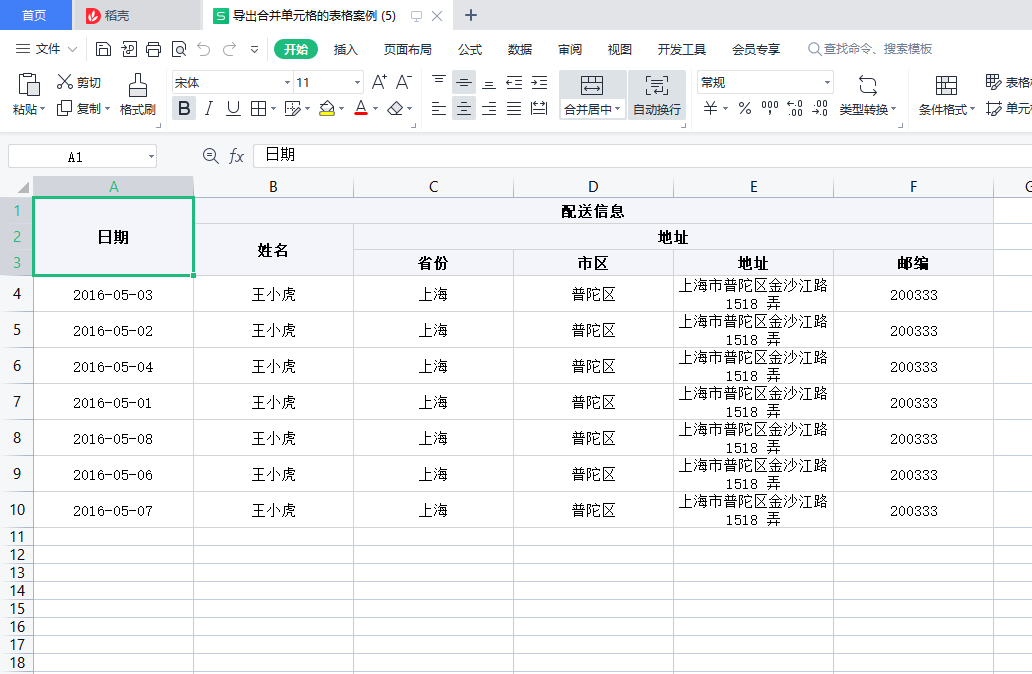 首页 稻壳 S 导出合并单元格的表格案例 (5)
文件 开始 插入 页面布局 公式 数据 审阅 视图 开发工具 会员专享 查找命令、搜索模板
粘贴 剪切 复制 格式刷 宋体 11 A+ A- B I U A 合并居中 自动换行 常规 ¥ % 类型转换 条件格式 表格 单元
A1 fx 日期
A B C D E F
1 日期 配送信息
2 姓名 地址
3 省份 市区 地址 邮编
4 2016-05-03 王小虎 上海 普陀区 上海市普陀区金沙江路 200333
1518 弄
5 2016-05-02 王小虎 上海 普陀区 上海市普陀区金沙江路 200333
1518 弄
6 2016-05-04 王小虎 上海 普陀区 上海市普陀区金沙江路 200333
1518 弄
7 2016-05-01 王小虎 上海 普陀区 上海市普陀区金沙江路 200333
1518 弄
8 2016-05-08 王小虎 上海 普陀区 上海市普陀区金沙江路 200333
1518 弄
9 2016-05-06 王小虎 上海 普陀区 上海市普陀区金沙江路 200333
1518 弄
10 2016-05-07 王小虎 上海 普陀区 上海市普陀区金沙江路 200333
1518 弄
11
12
13
14
15
16
17
18